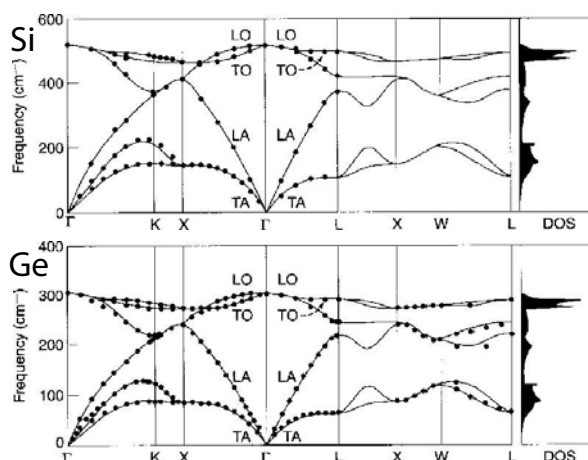 Si
Frequency (cm⁻¹)
600
400
200
0
LO
TO
LA
TA
LO
TO
LA
TA
Γ K X Γ L X W L DOS
Ge
Frequency (cm⁻¹)
400
300
200
100
0
LO
TO
LA
TA
LO
TO
LA
TA
Γ K X Γ L X W L DOS